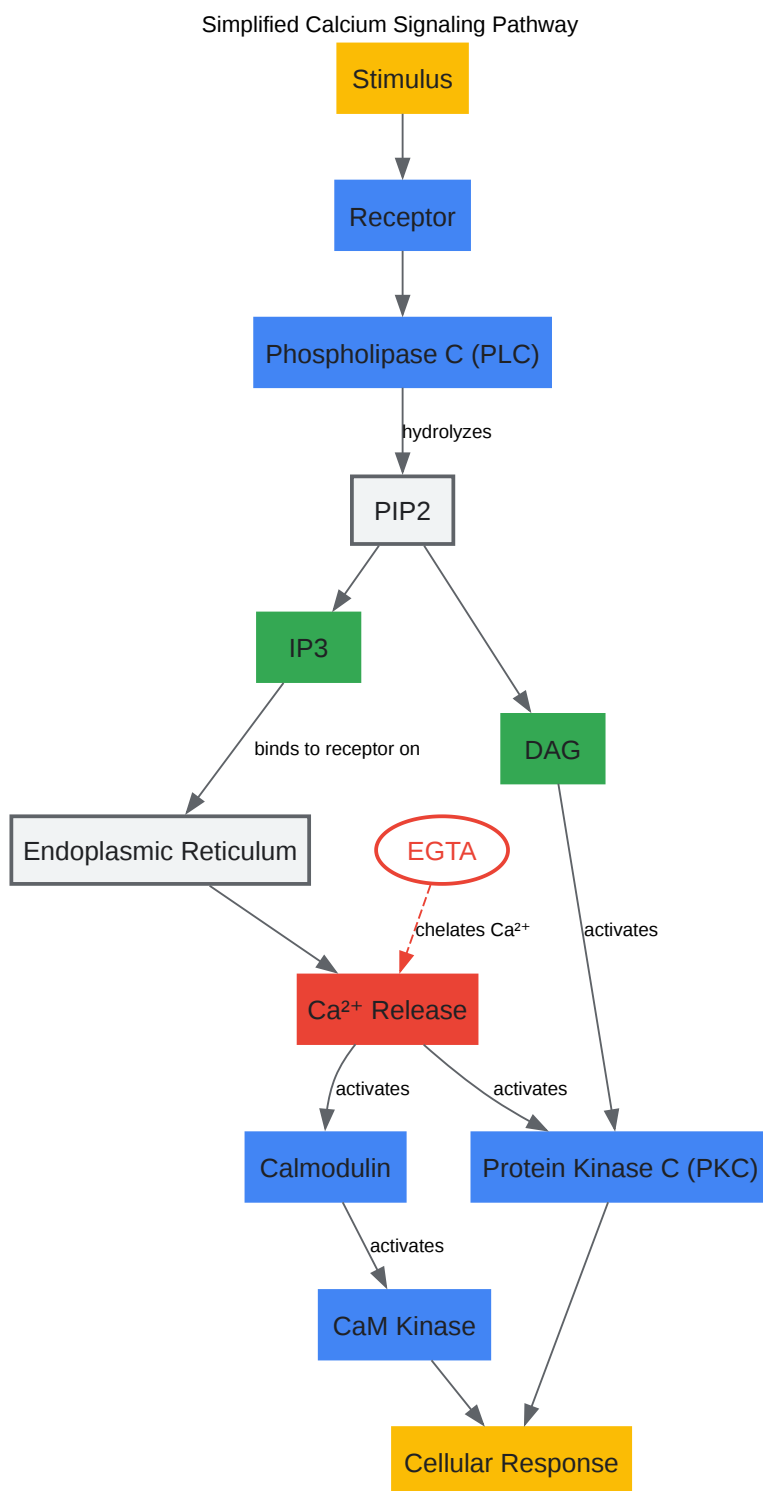 Simplified Calcium Signaling Pathway
Stimulus
Receptor
Phospholipase C (PLC)
hydrolyzes
PIP2
IP3
binds to receptor on
DAG
Endoplasmic Reticulum
EGTA
chelates Ca²⁺
activates
Ca²⁺ Release
activates
activates
Calmodulin
Protein Kinase C (PKC)
activates
CaM Kinase
Cellular Response